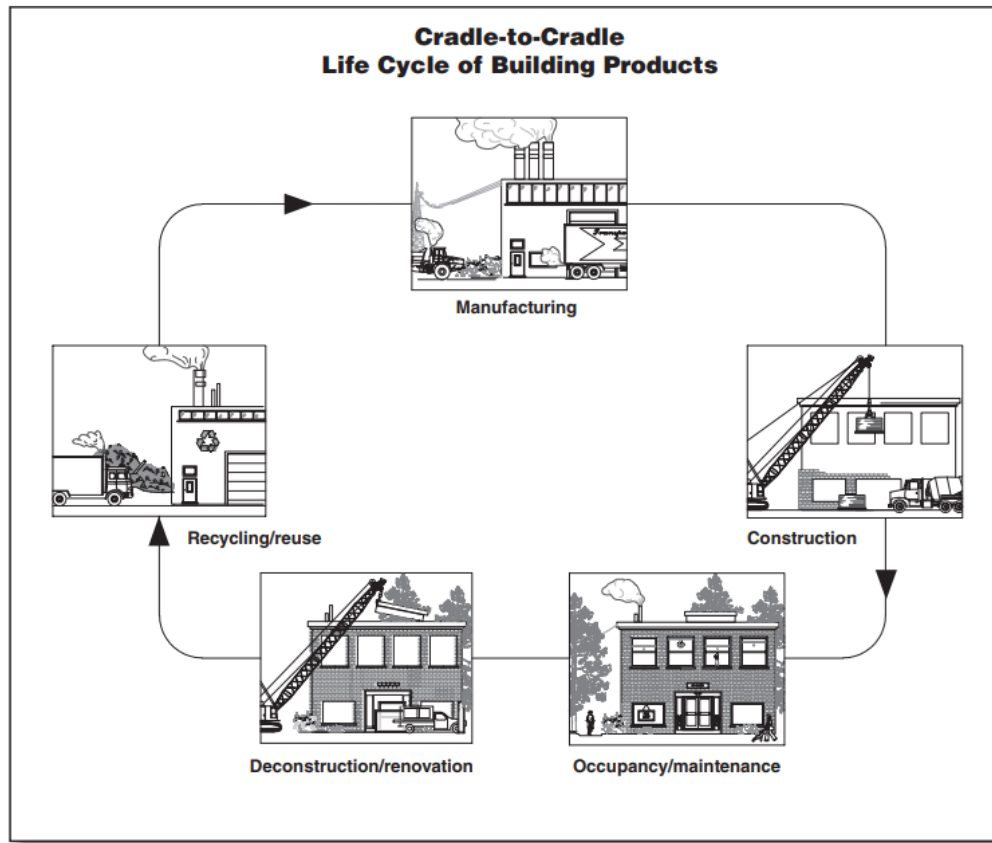 Cradle-to-Cradle
Life Cycle of Building Products
Manufacturing
Recycling/reuse
Construction
Deconstruction/renovation
Occupancy/maintenance